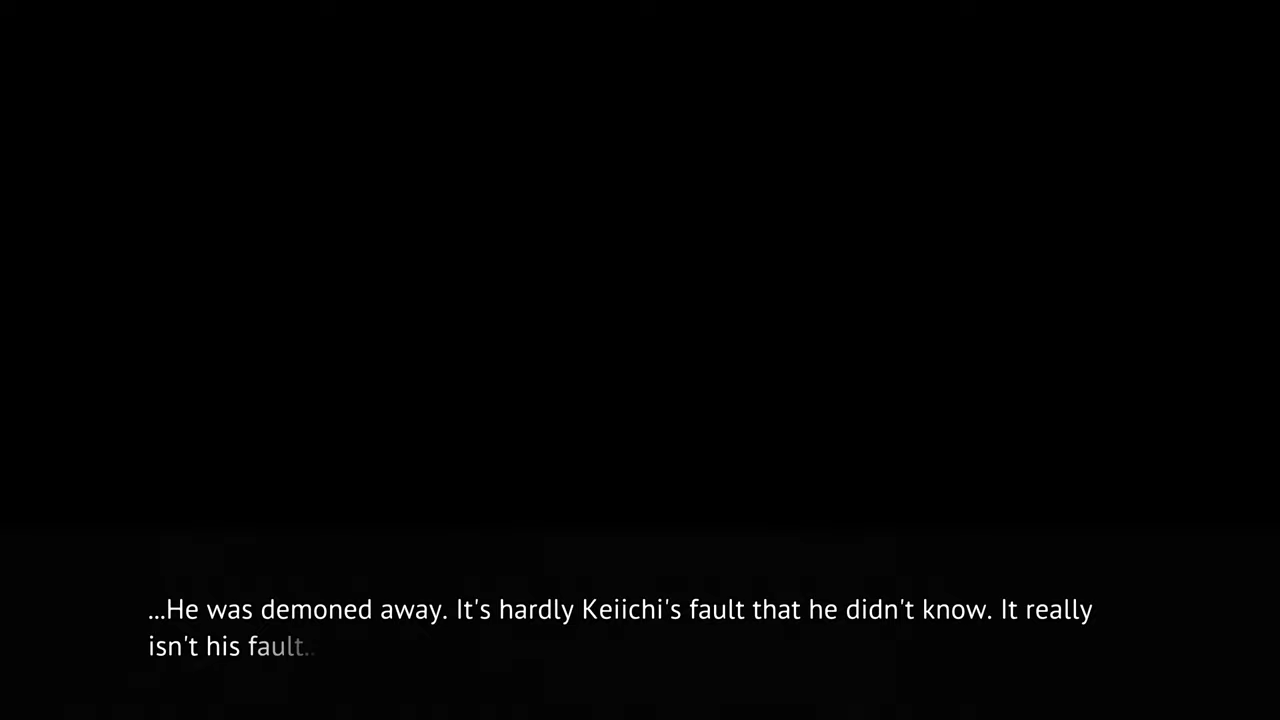 ...He was demoned away. It's hardly Keiichi's fault that he didn't know. It really
isn't his fault..